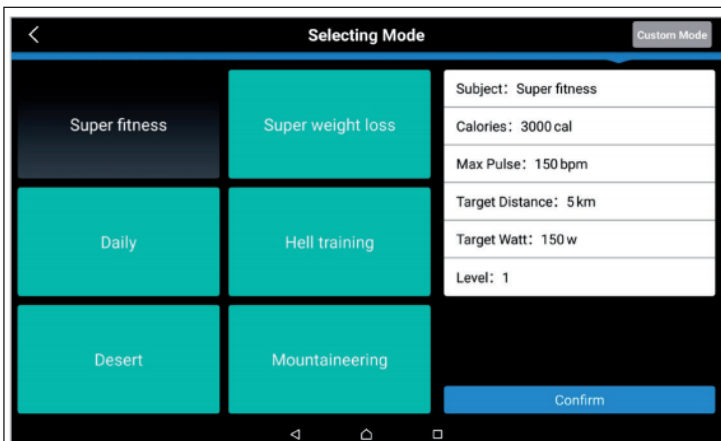 Selecting Mode
Custom Mode
Super fitness
Super weight loss
Daily
Hell training
Desert
Mountaineering
Subject: Super fitness
Calories: 3000 cal
Max Pulse: 150 bpm
Target Distance: 5 km
Target Watt: 150 w
Level: 1
Confirm